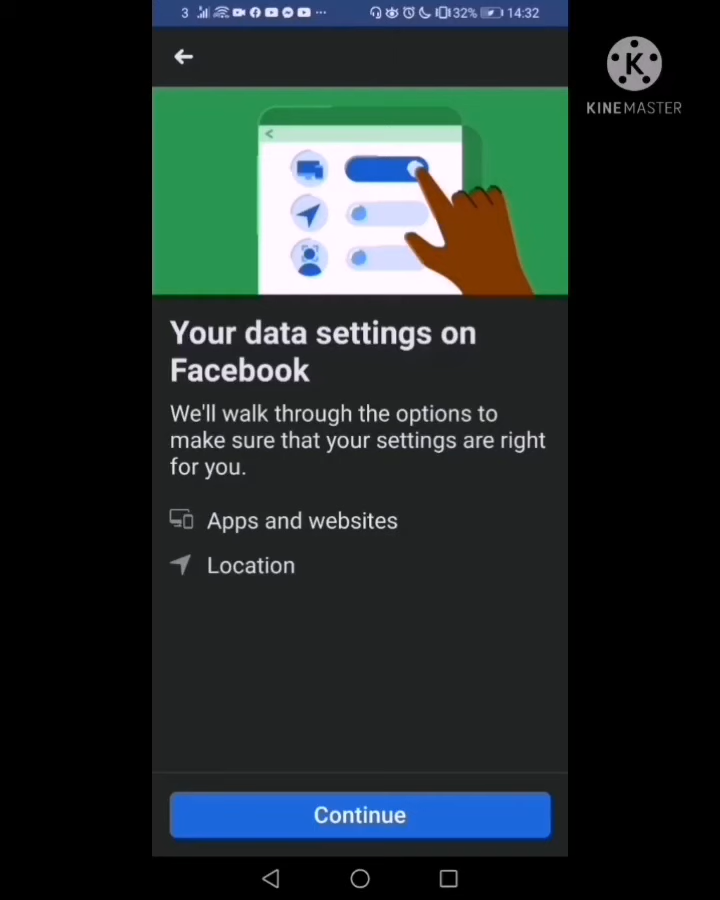 3 32% 14:32
K
KINEMASTER
Your data settings on
Facebook
We'll walk through the options to
make sure that your settings are right
for you.
Apps and websites
Location
Continue